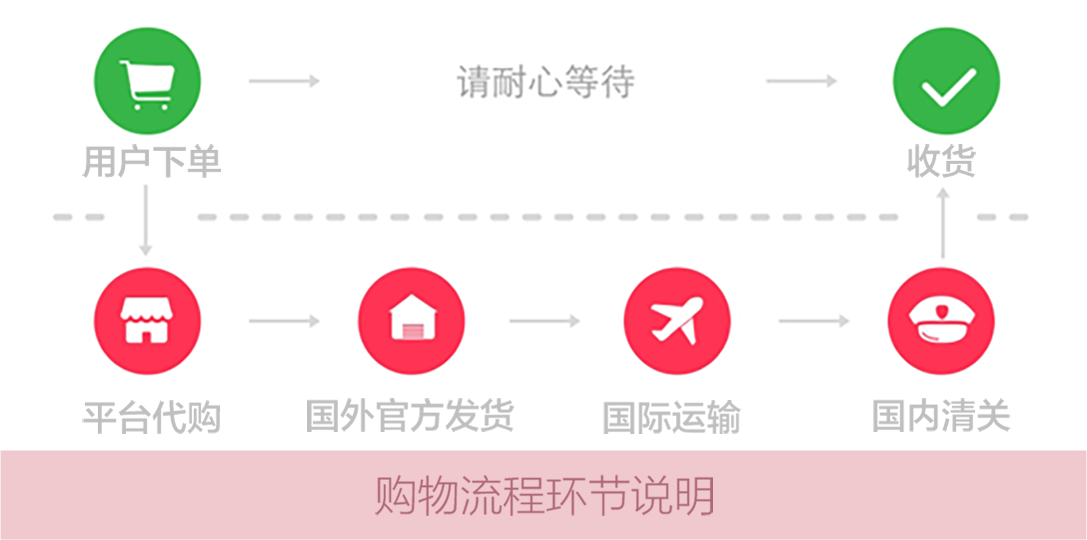 请耐心等待
用户下单
收货
平台代购
国外官方发货
国际运输
国内清关
购物流程环节说明